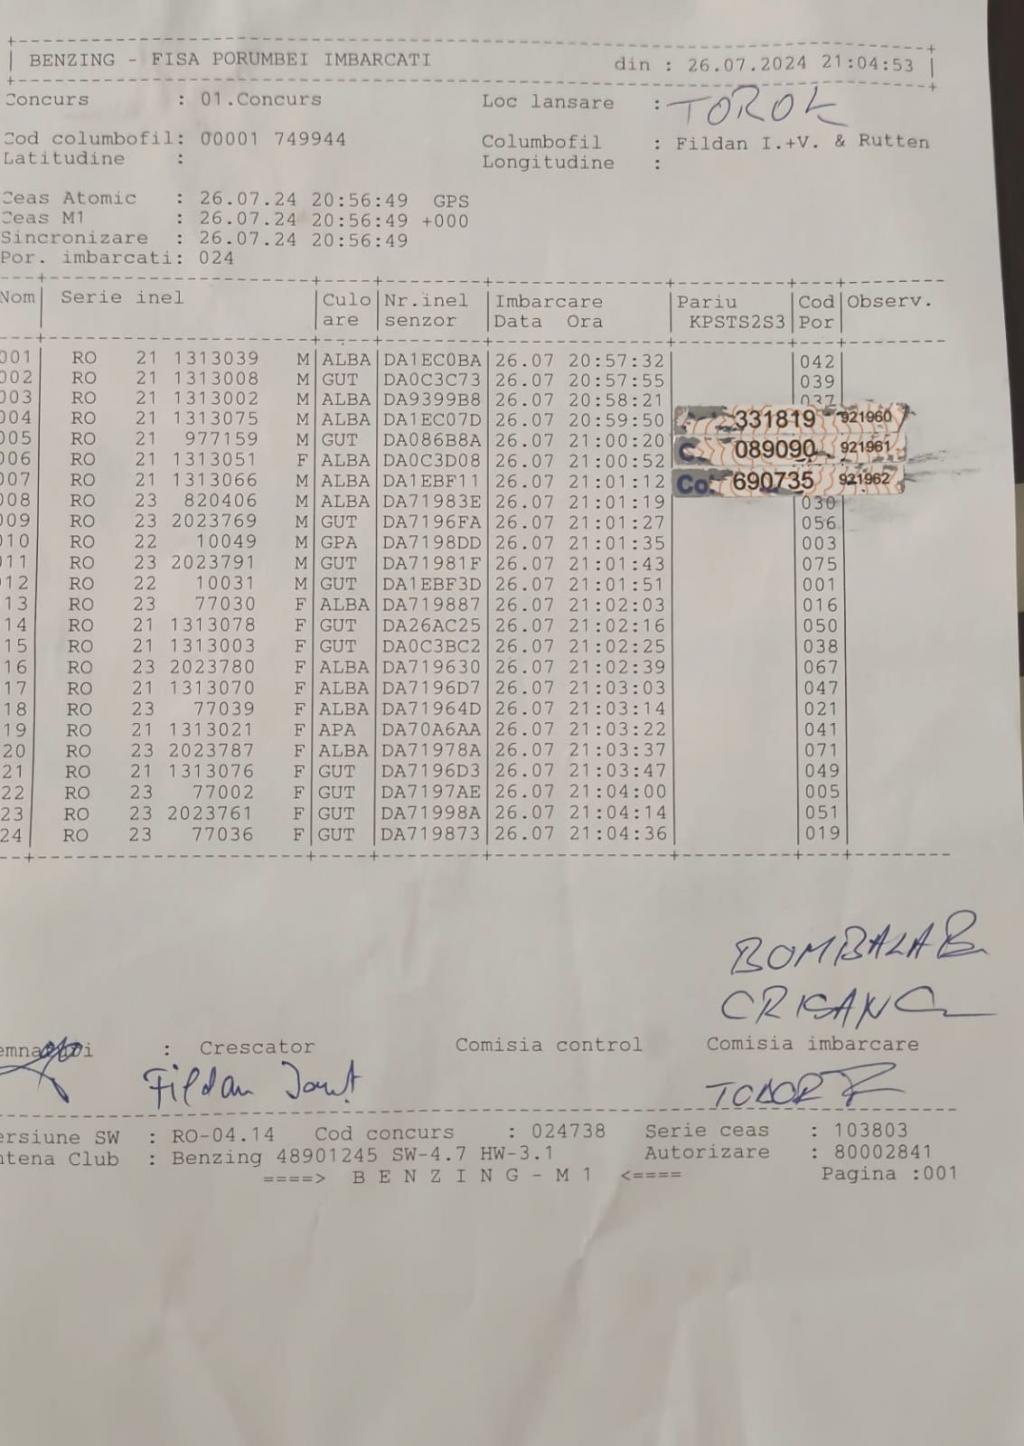 BENZING - FISA PORUMBEI IMBARCATI din : 26.07.2024 21:04:53
Concurs : 01.Concurs Loc lansare : TOROK
Cod columbofil: 00001 749944 Columbofil : Fildan I.+V. & Rutten
Latitudine : Longitudine :
Ceas Atomic : 26.07.24 20:56:49 GPS
Ceas M1 : 26.07.24 20:56:49 +000
Sincronizare : 26.07.24 20:56:49
Por. imbarcati: 024
Nom Serie inel Culo Nr.inel Imbarcare Pariu Cod Observ.
are senzor Data Ora KPSTS2S3 Por
001 RO 21 1313039 M ALBA DA1EC0BA 26.07 20:57:32 042
002 RO 21 1313008 M GUT DA0C3C73 26.07 20:57:55 039
003 RO 21 1313002 M ALBA DA9399B8 26.07 20:58:21 037
004 RO 21 1313075 M ALBA DA1EC07D 26.07 20:59:50 331819 921960
005 RO 21 977159 M GUT DA086B8A 26.07 21:00:20 089090 921961
006 RO 21 1313051 F ALBA DA0C3D08 26.07 21:00:52
007 RO 21 1313066 M ALBA DA1EBF11 26.07 21:01:12 690735 921962
008 RO 23 820406 M ALBA DA71983E 26.07 21:01:19 030
009 RO 23 2023769 M GUT DA7196FA 26.07 21:01:27 056
010 RO 22 10049 M GPA DA7198DD 26.07 21:01:35 003
011 RO 23 2023791 M GUT DA71981F 26.07 21:01:43 075
12 RO 22 10031 M GUT DA1EBF3D 26.07 21:01:51 001
13 RO 23 77030 F ALBA DA719887 26.07 21:02:03 016
14 RO 21 1313078 F GUT DA26AC25 26.07 21:02:16 050
15 RO 21 1313003 F GUT DA0C3BC2 26.07 21:02:25 038
16 RO 23 2023780 F ALBA DA719630 26.07 21:02:39 067
17 RO 21 1313070 F ALBA DA7196D7 26.07 21:03:03 047
18 RO 23 77039 F ALBA DA71964D 26.07 21:03:14 021
19 RO 21 1313021 F APA DA70A6AA 26.07 21:03:22 041
20 RO 23 2023787 F ALBA DA71978A 26.07 21:03:37 071
21 RO 21 1313076 F GUT DA7196D3 26.07 21:03:47 049
22 RO 23 77002 F GUT DA7197AE 26.07 21:04:00 005
23 RO 23 2023761 F GUT DA71998A 26.07 21:04:14 051
24 RO 23 77036 F GUT DA719873 26.07 21:04:36 019
BOMBALA B
CRISAN C
: Crescator Comisia control Comisia imbarcare
Fildan Ionut TODOR
ersiune SW : RO-04.14 Cod concurs : 024738 Serie ceas : 103803
ntena Club : Benzing 48901245 SW-4.7 HW-3.1 Autorizare : 80002841
====> B E N Z I N G - M 1 <==== Pagina :001